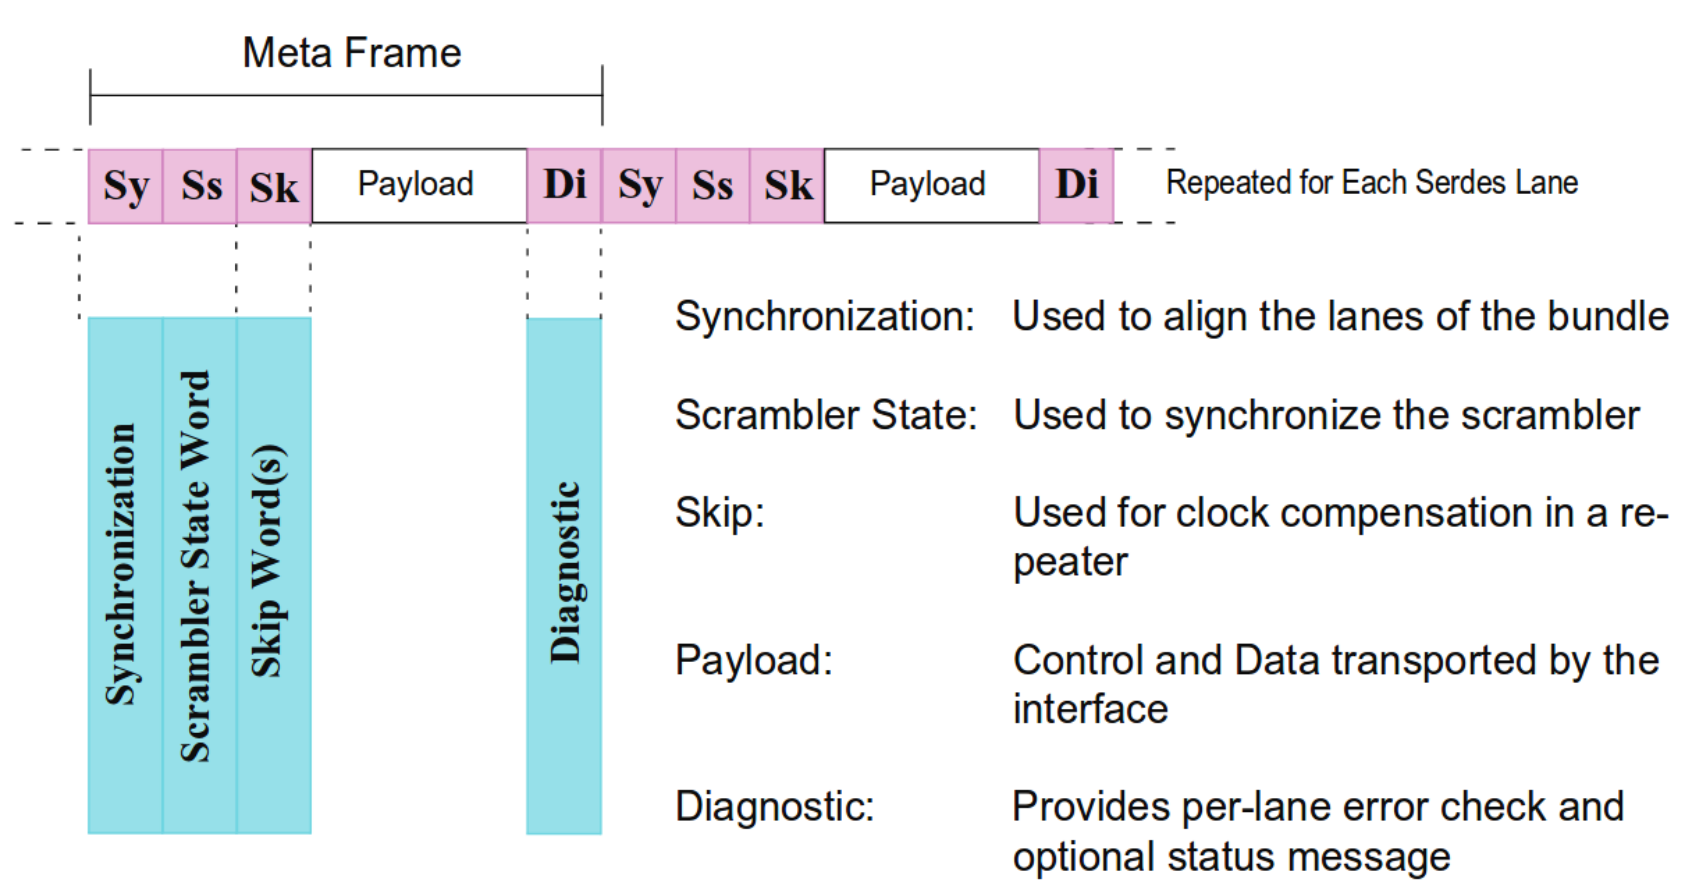 Meta Frame
Sy Ss Sk Payload Di Sy Ss Sk Payload Di Repeated for Each Serdes Lane
Synchronization
Scrambler State Word
Skip Word(s)
Diagnostic
Synchronization: Used to align the lanes of the bundle
Scrambler State: Used to synchronize the scrambler
Skip: Used for clock compensation in a re-
peater
Payload: Control and Data transported by the
interface
Diagnostic: Provides per-lane error check and
optional status message